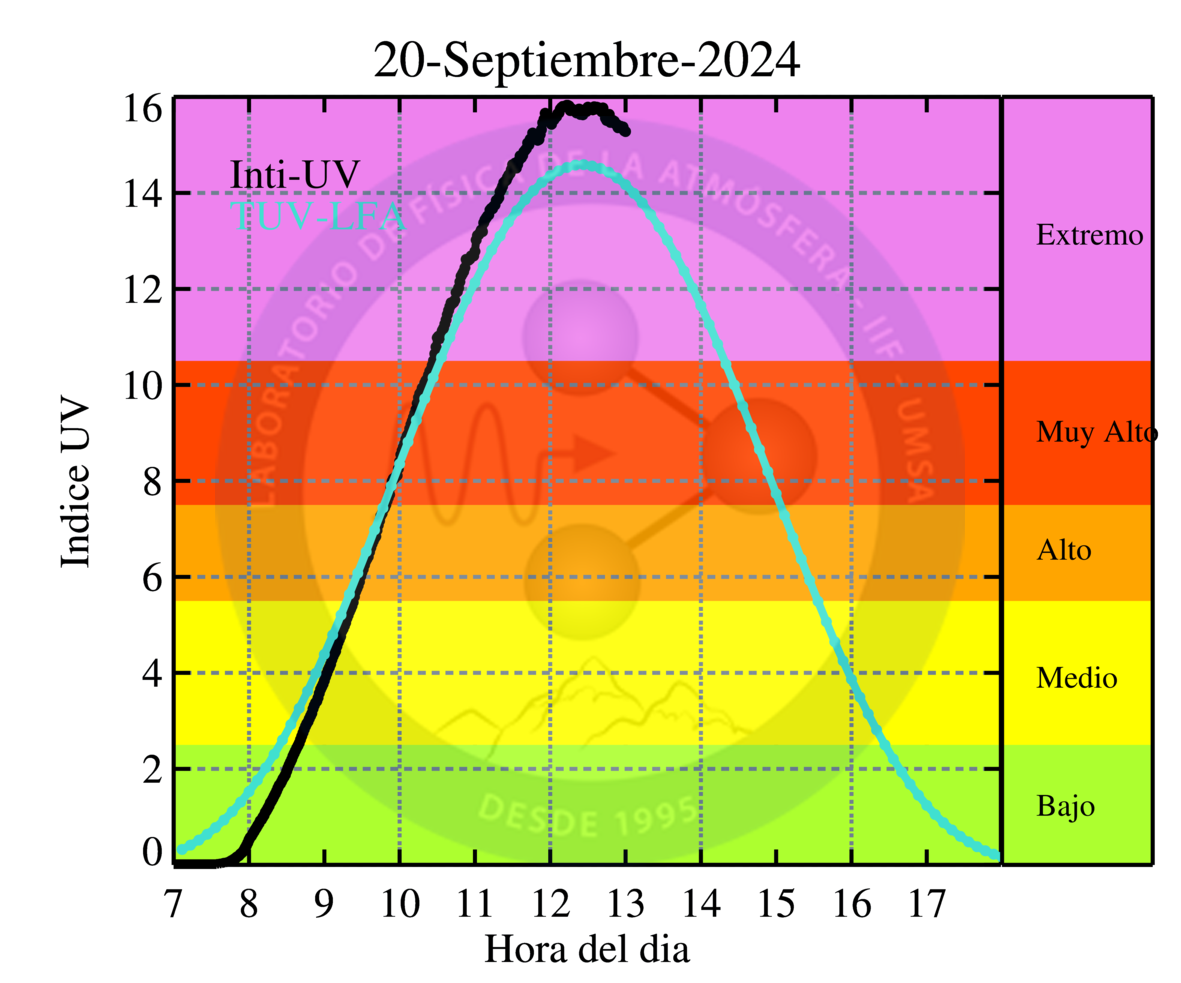 20-Septiembre-2024
Inti-UV
TUV-LFA
Indice UV
16
14
12
10
8
6
4
2
0
7 8 9 10 11 12 13 14 15 16 17
Hora del dia
Extremo
Muy Alto
Alto
Medio
Bajo
LABORATORIO DE FÍSICA DE LA ATMÓSFERA - IIF - UMSA
DESDE 1995